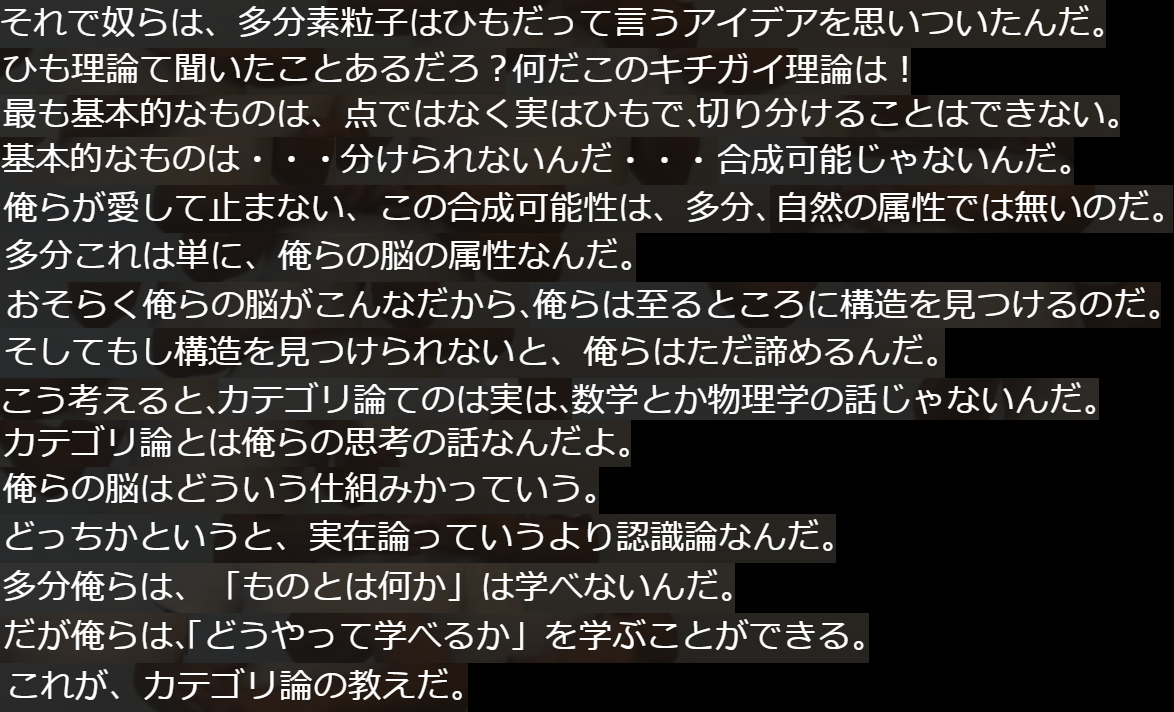 それで奴らは、多分素粒子はひもだって言うアイデアを思いついたんだ。
ひも理論て聞いたことあるだろ？何だこのキチガイ理論は！
最も基本的なものは、点ではなく実はひもで、切り分けることはできない。
基本的なものは・・・分けられないんだ・・・合成可能じゃないんだ。
俺らが愛して止まない、この合成可能性は、多分、自然の属性では無いのだ。
多分これは単に、俺らの脳の属性なんだ。
おそらく俺らの脳がこんなだから、俺らは至るところに構造を見つけるのだ。
そしてもし構造を見つけられないと、俺らはただ諦めるんだ。
こう考えると、カテゴリ論てのは実は、数学とか物理学の話じゃないんだ。
カテゴリ論とは俺らの思考の話なんだよ。
俺らの脳はどういう仕組みかっていう。
どっちかというと、実在論っていうより認識論なんだ。
多分俺らは、「ものとは何か」は学べないんだ。
だが俺らは、「どうやって学べるか」を学ぶことができる。
これが、カテゴリ論の教えだ。